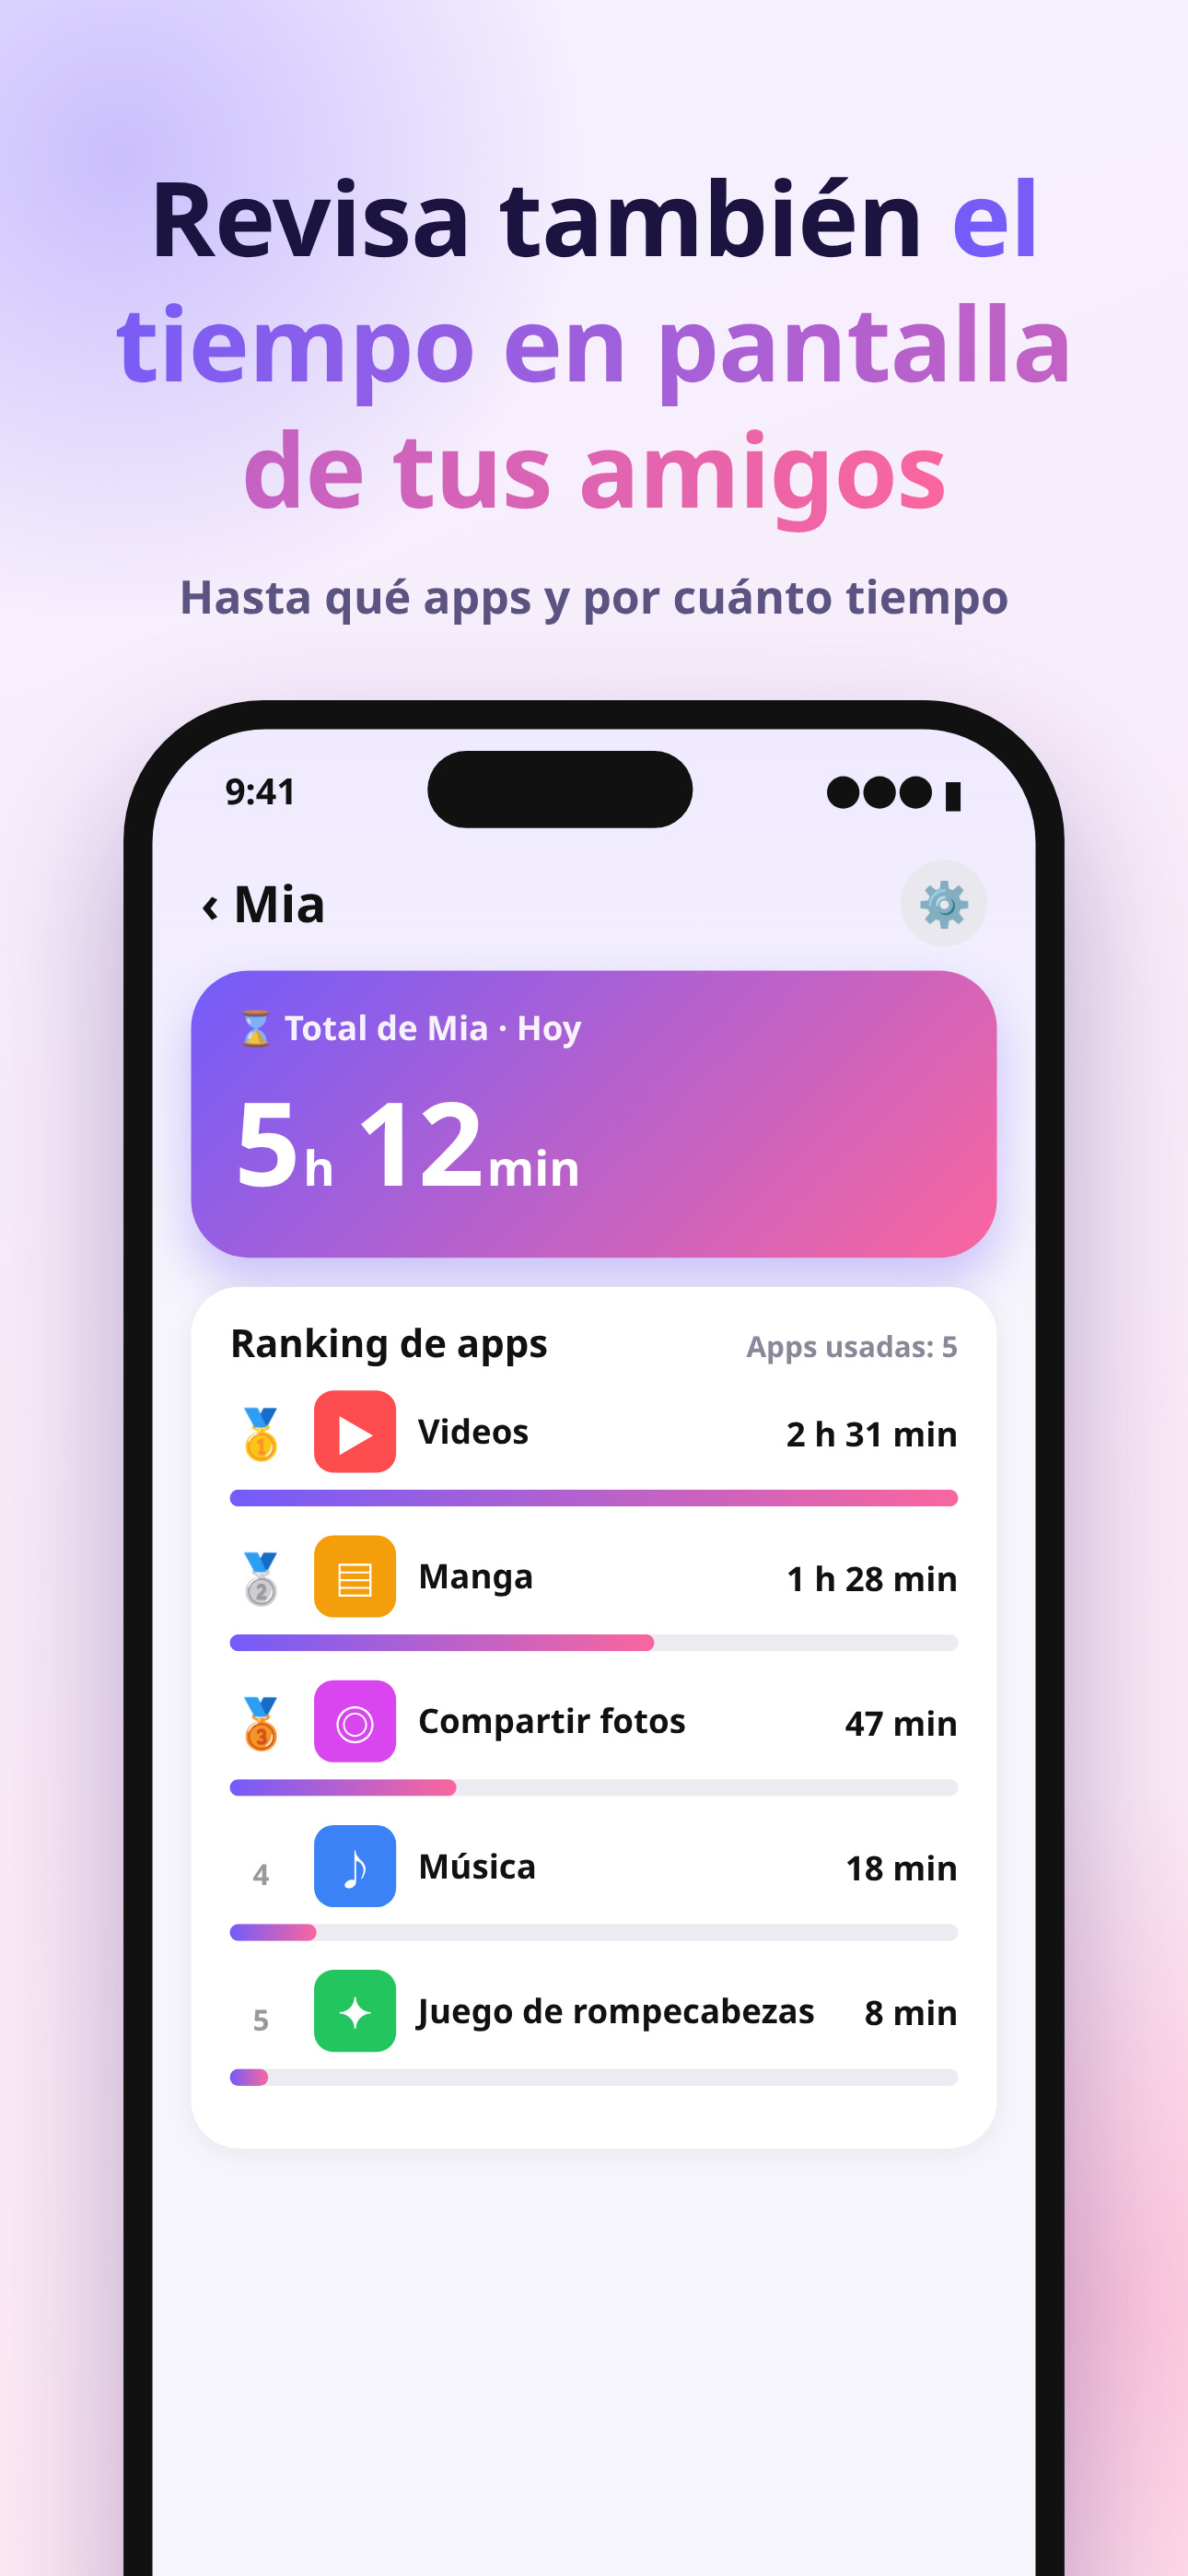 Revisa también el
tiempo en pantalla
de tus amigos
Hasta qué apps y por cuánto tiempo
9:41
‹ Mia
⌛ Total de Mia · Hoy
5h 12min
Ranking de apps
Apps usadas: 5
🥇 Videos 2 h 31 min
🥈 Manga 1 h 28 min
🥉 Compartir fotos 47 min
4 Música 18 min
5 Juego de rompecabezas 8 min